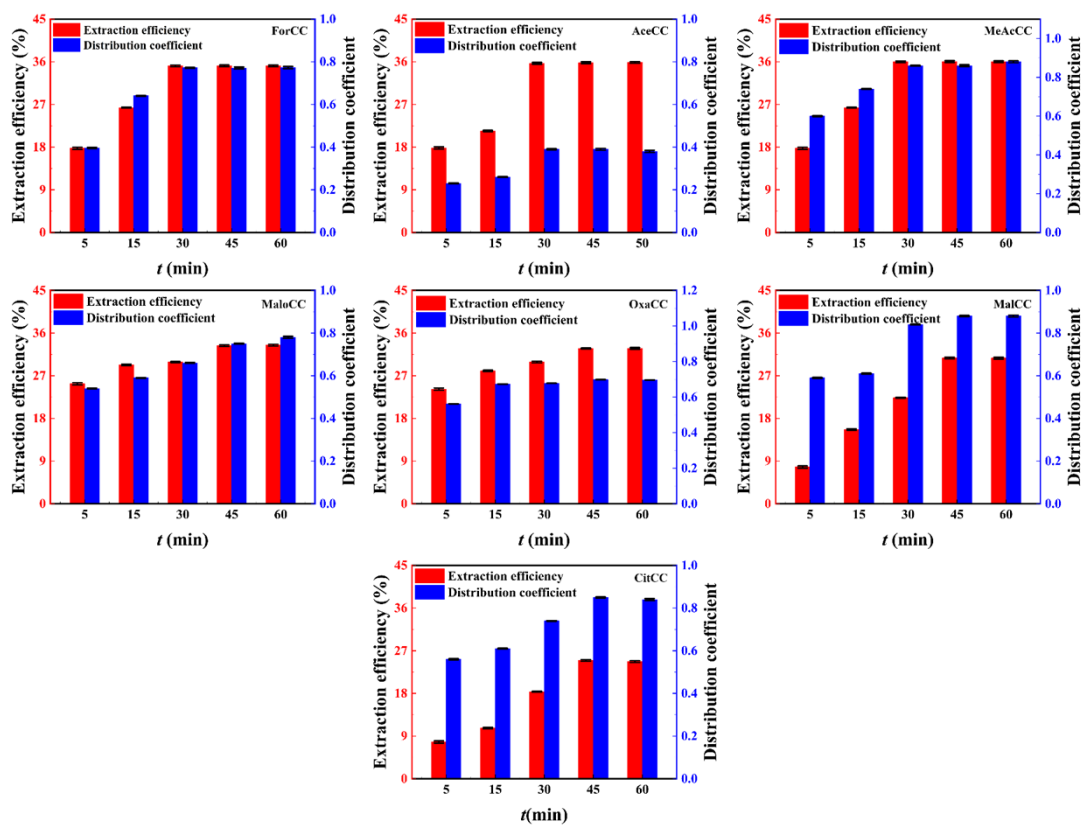 Extraction efficiency (%)
45
36
27
18
9
0
Extraction efficiency
Distribution coefficient
ForCC
1.0
0.8
0.6
0.4
0.2
0.0
Distribution coefficient
5 15 30 45 60
t (min)
Extraction efficiency (%)
45
36
27
18
9
0
Extraction efficiency
Distribution coefficient
AceCC
1.0
0.8
0.6
0.4
0.2
0.0
Distribution coefficient
5 15 30 45 50
t (min)
Extraction efficiency (%)
45
36
27
18
9
0
Extraction efficiency
Distribution coefficient
MeAcCC
1.0
0.8
0.6
0.4
0.2
0.0
Distribution coefficient
5 15 30 45 60
t (min)
Extraction efficiency (%)
45
36
27
18
9
0
Extraction efficiency
Distribution coefficient
MaloCC
1.0
0.8
0.6
0.4
0.2
0.0
Distribution coefficient
5 15 30 45 60
t (min)
Extraction efficiency (%)
45
36
27
18
9
0
Extraction efficiency
Distribution coefficient
OxaCC
1.2
1.0
0.8
0.6
0.4
0.2
0.0
Distribution coefficient
5 15 30 45 60
t (min)
Extraction efficiency (%)
45
36
27
18
9
0
Extraction efficiency
Distribution coefficient
MalCC
1.0
0.8
0.6
0.4
0.2
0.0
Distribution coefficient
5 15 30 45 60
t (min)
Extraction efficiency (%)
45
36
27
18
9
0
Extraction efficiency
Distribution coefficient
CitCC
1.0
0.8
0.6
0.4
0.2
0.0
Distribution coefficient
5 15 30 45 60
t(min)